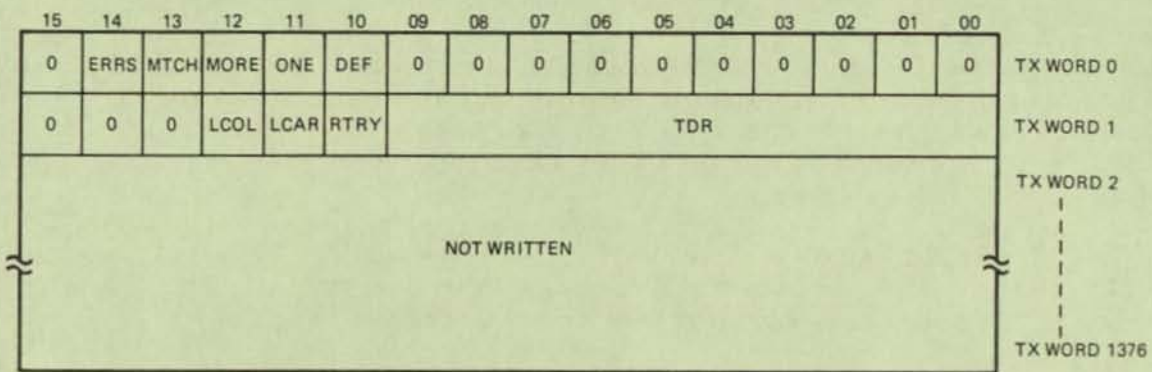 15 14 13 12 11 10 09 08 07 06 05 04 03 02 01 00
0 ERRS MTCH MORE ONE DEF 0 0 0 0 0 0 0 0 0 0 TX WORD 0
0 0 0 LCOL LCAR RTRY TDR TX WORD 1
TX WORD 2
NOT WRITTEN
TX WORD 1376